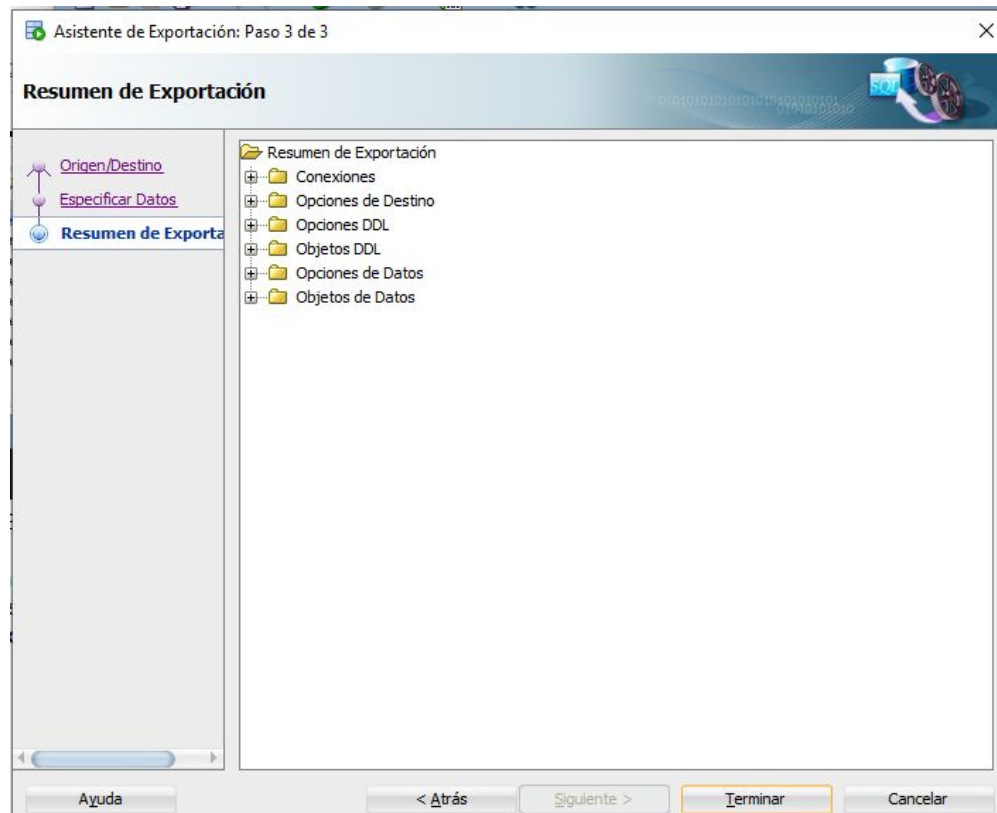 Asistente de Exportación: Paso 3 de 3
Resumen de Exportación
SQL
Origen/Destino
Especificar Datos
Resumen de Exporta
Resumen de Exportación
Conexiones
Opciones de Destino
Opciones DDL
Objetos DDL
Opciones de Datos
Objetos de Datos
Ayuda
< Atrás
Siguiente >
Terminar
Cancelar